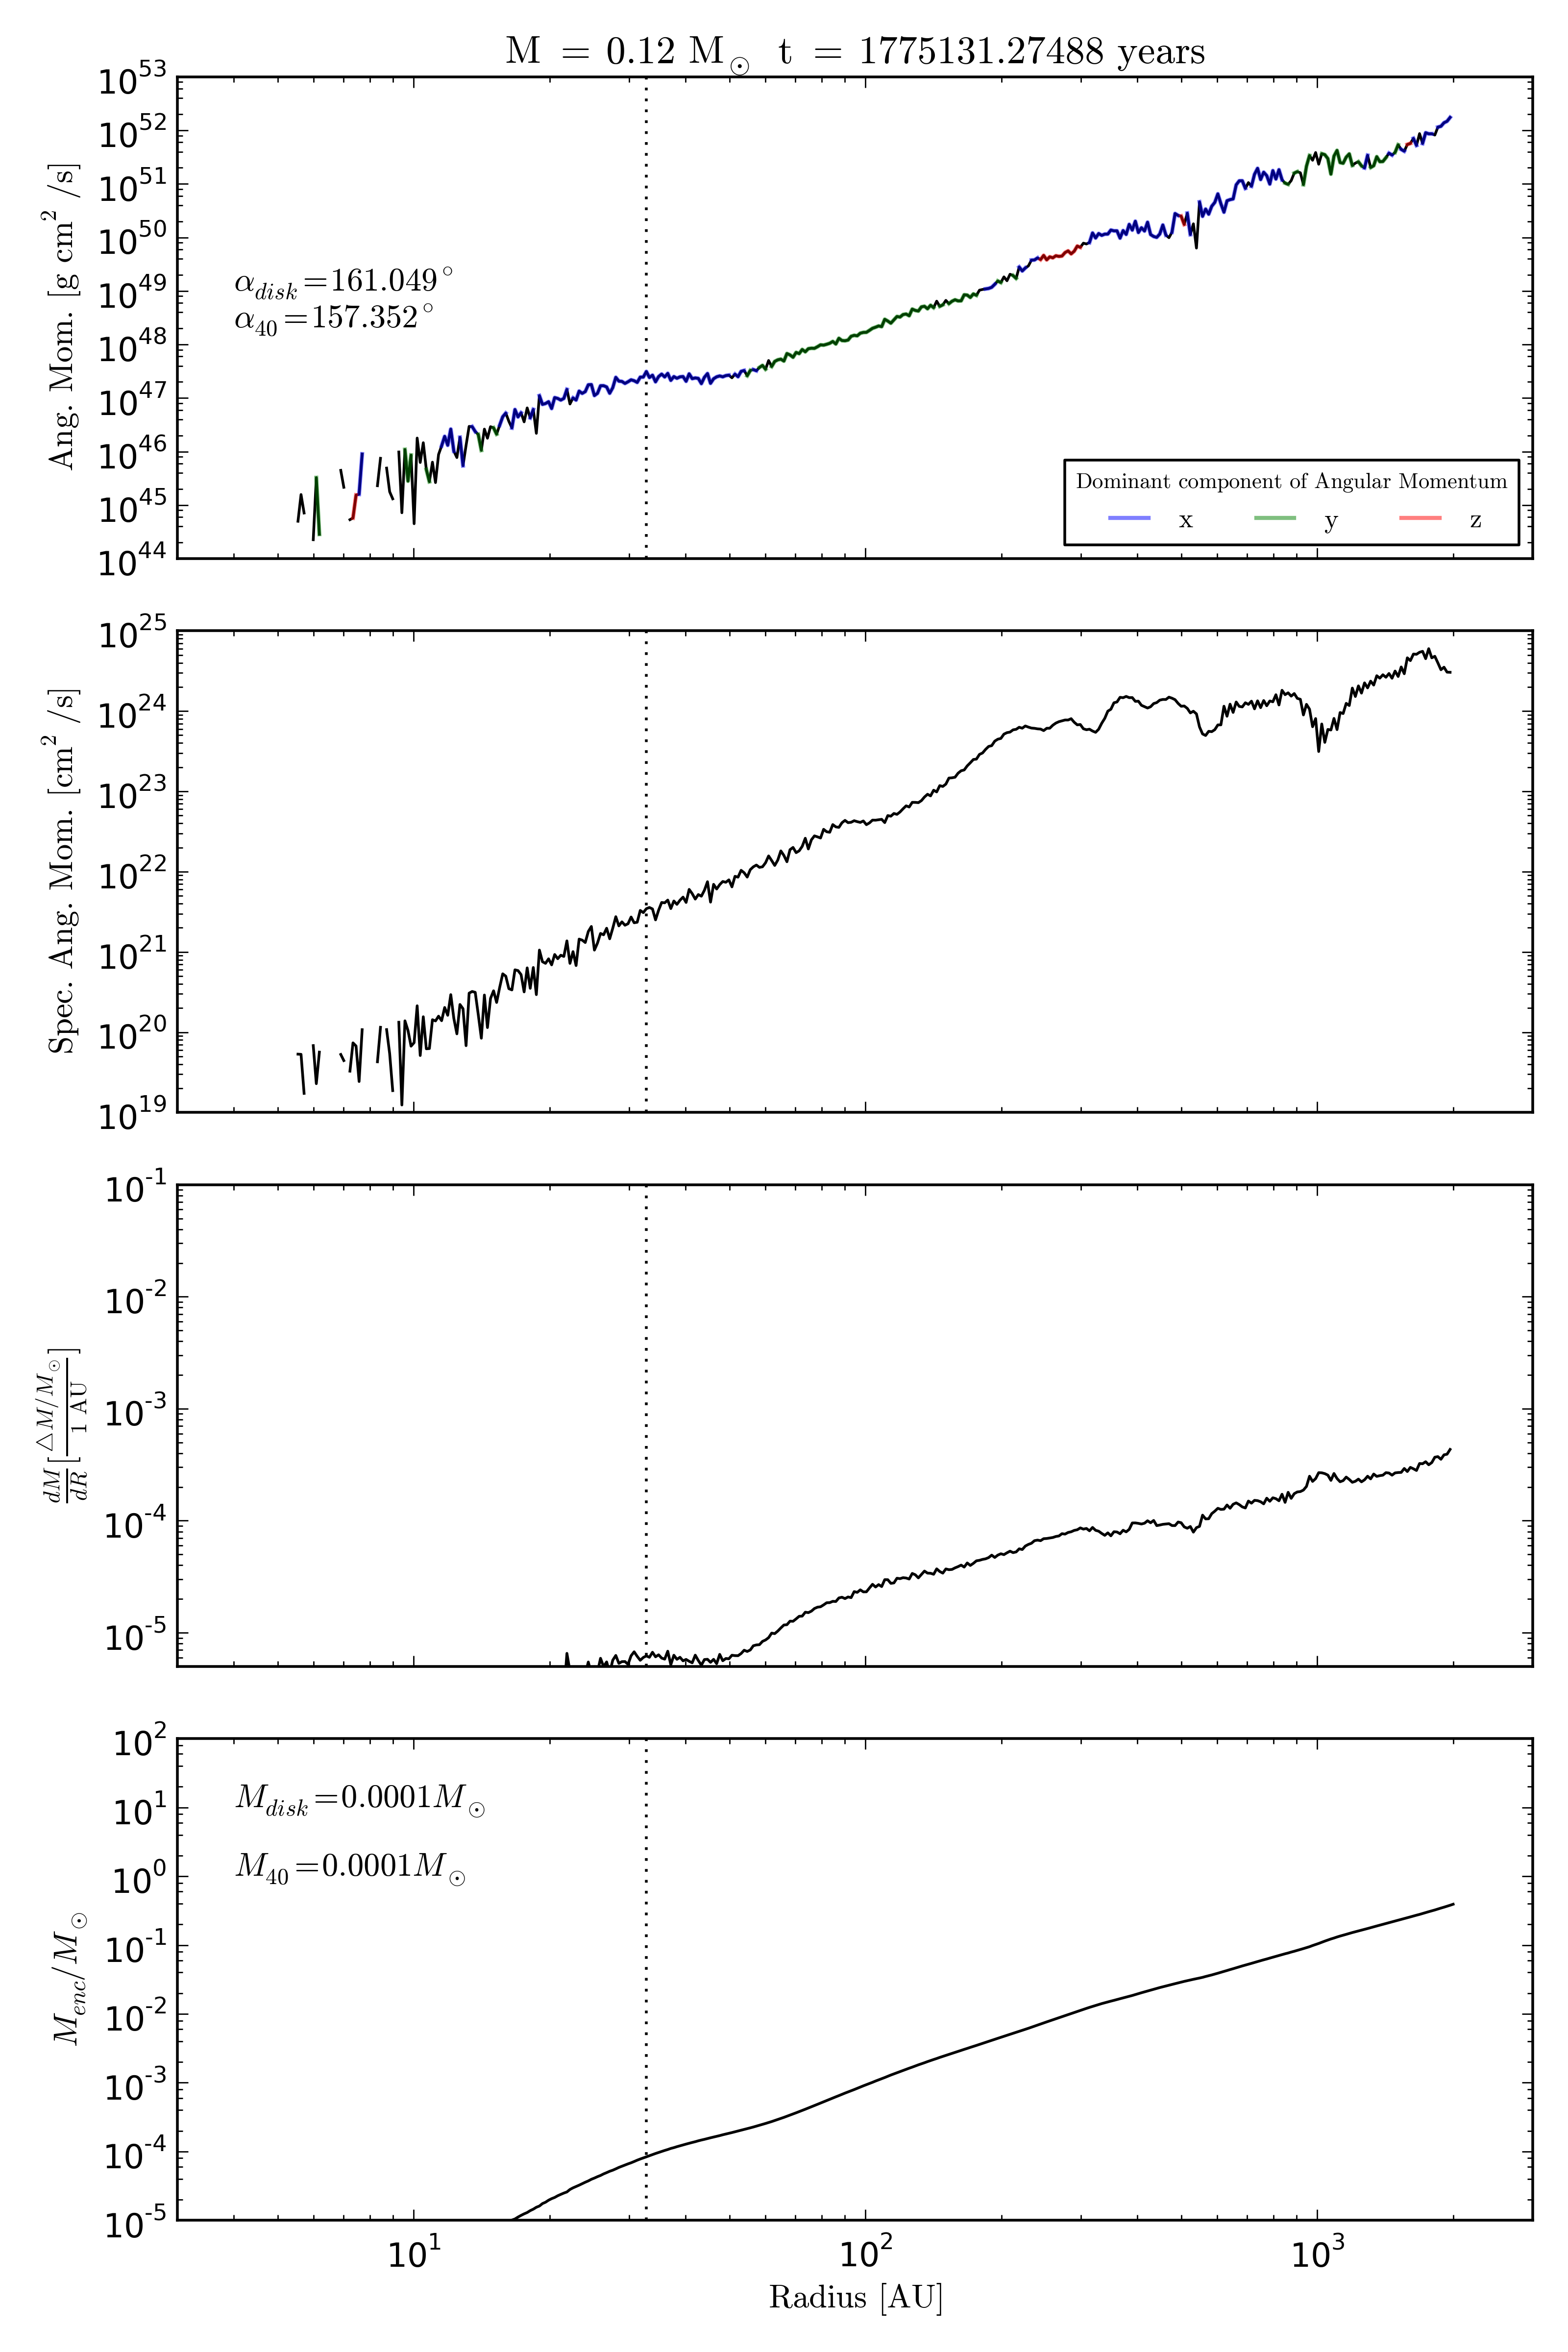 M = 0.12 M⊙ t = 1775131.27488 years
10^53
10^52
10^51
10^50
10^49
10^48
10^47
10^46
10^45
10^44
Ang. Mom. [g cm^2 /s]
α_disk=161.049°
α_40=157.352°
Dominant component of Angular Momentum
x y z
10^25
10^24
10^23
10^22
10^21
10^20
10^19
Spec. Ang. Mom. [cm^2 /s]
10^-1
10^-2
10^-3
10^-4
10^-5
dM/dR [△M/M⊙ / 1 AU]
10^2
10^1
10^0
10^-1
10^-2
10^-3
10^-4
10^-5
M_enc/M⊙
M_disk=0.0001M⊙
M_40=0.0001M⊙
10^1 10^2 10^3
Radius [AU]